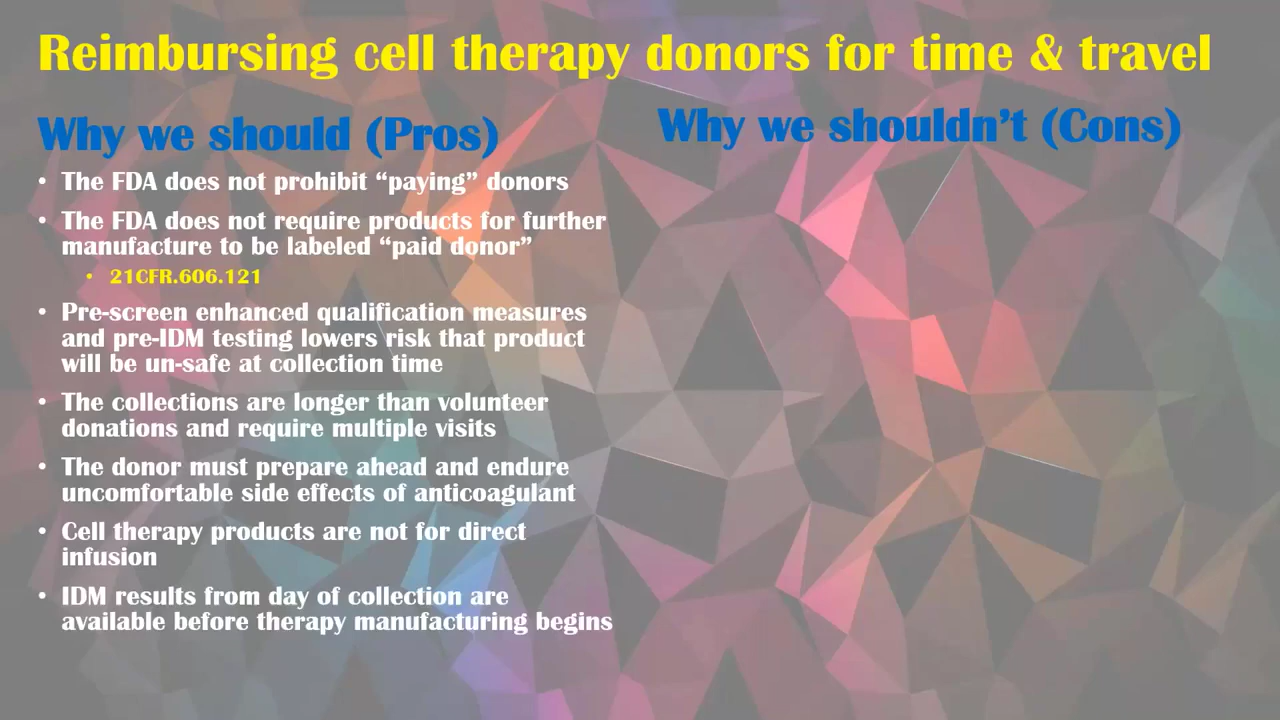 Reimbursing cell therapy donors for time & travel
Why we should (Pros)
• The FDA does not prohibit “paying” donors
• The FDA does not require products for further
manufacture to be labeled “paid donor”
• 21CFR.606.121
• Pre-screen enhanced qualification measures
and pre-IDM testing lowers risk that product
will be un-safe at collection time
• The collections are longer than volunteer
donations and require multiple visits
• The donor must prepare ahead and endure
uncomfortable side effects of anticoagulant
• Cell therapy products are not for direct
infusion
• IDM results from day of collection are
available before therapy manufacturing begins
Why we shouldn’t (Cons)